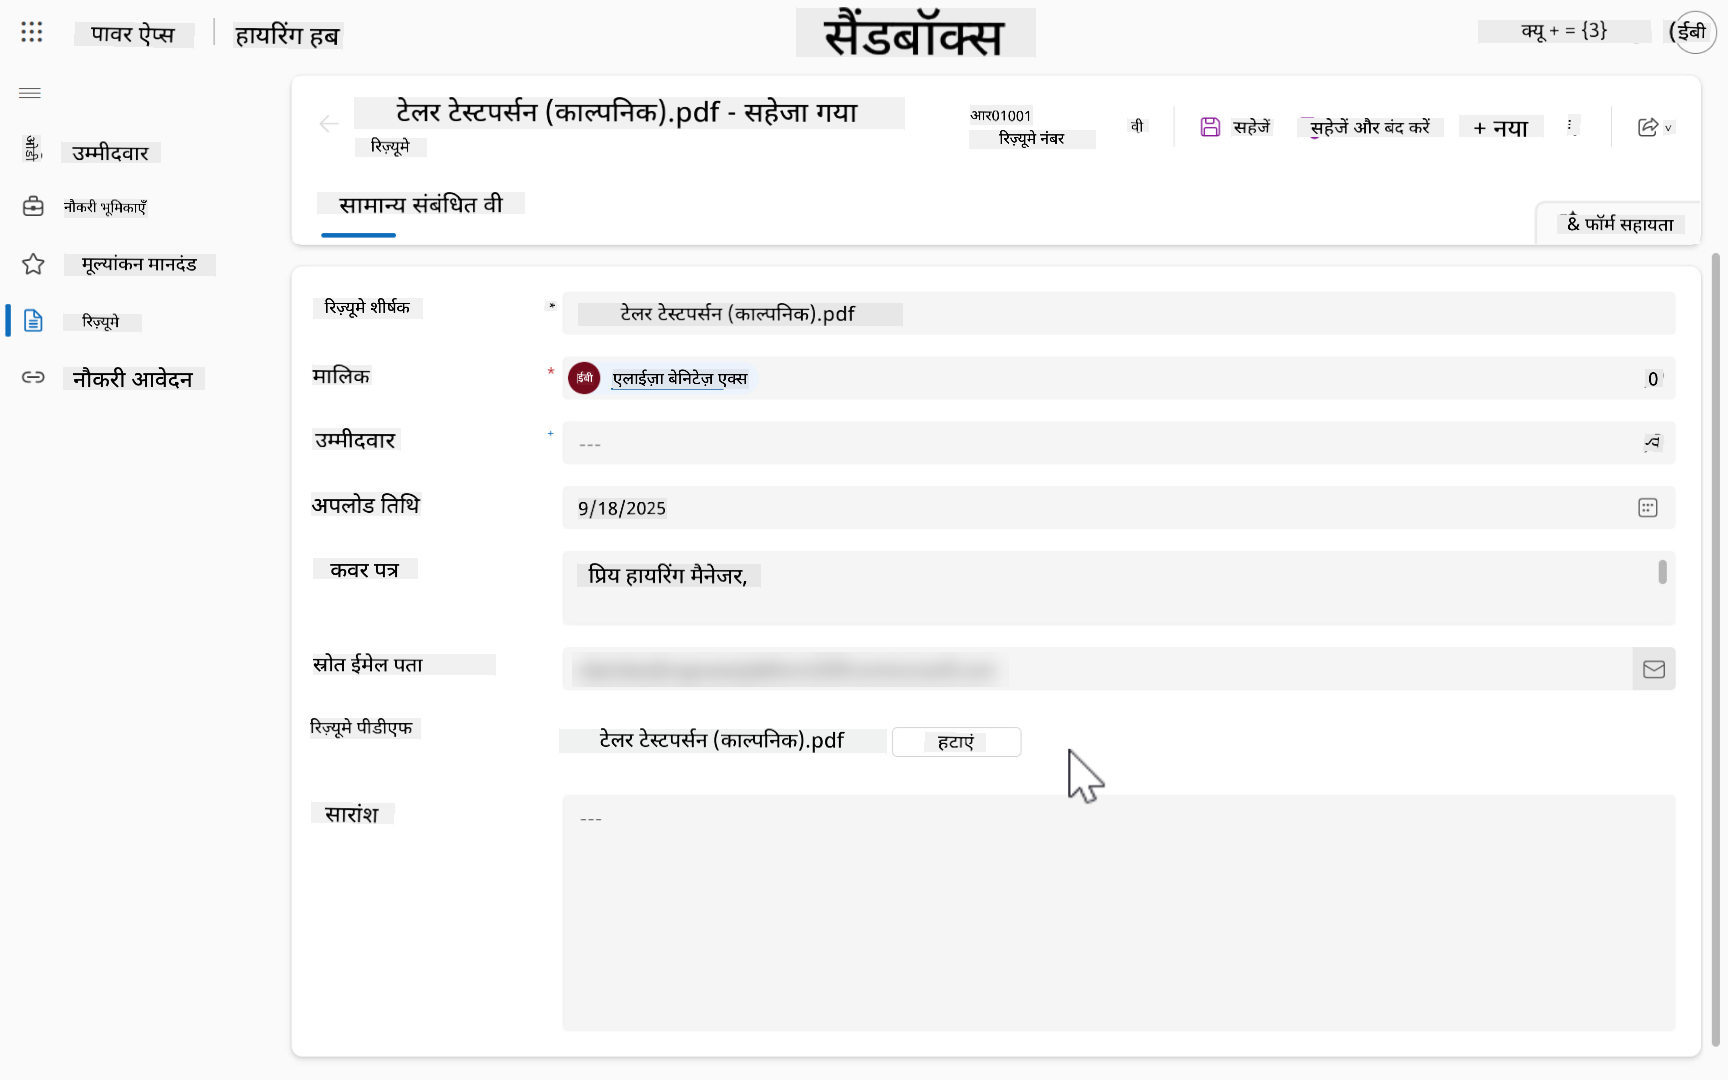 पावर ऐप्स
हायरिंग हब
सैंडबॉक्स
क्यू + = {3}
(ईबी
टेलर टेस्टपर्सन (काल्पनिक).pdf - सहेजा गया
रिज़्यूमे
आर01001
रिज़्यूमे नंबर
वी
सहेजें
सहेजें और बंद करें
+ नया
सामान्य संबंधित वी
& फॉर्म सहायता
उम्मीदवार
नौकरी भूमिकाएँ
मूल्यांकन मानदंड
रिज़्यूमे
नौकरी आवेदन
रिज़्यूमे शीर्षक
*
टेलर टेस्टपर्सन (काल्पनिक).pdf
मालिक
*
ईबी
एलाईज़ा बेनिटेज़ एक्स
0
उम्मीदवार
+
---
अपलोड तिथि
9/18/2025
कवर पत्र
प्रिय हायरिंग मैनेजर,
स्रोत ईमेल पता
रिज़्यूमे पीडीएफ
टेलर टेस्टपर्सन (काल्पनिक).pdf
हटाएं
सारांश
---